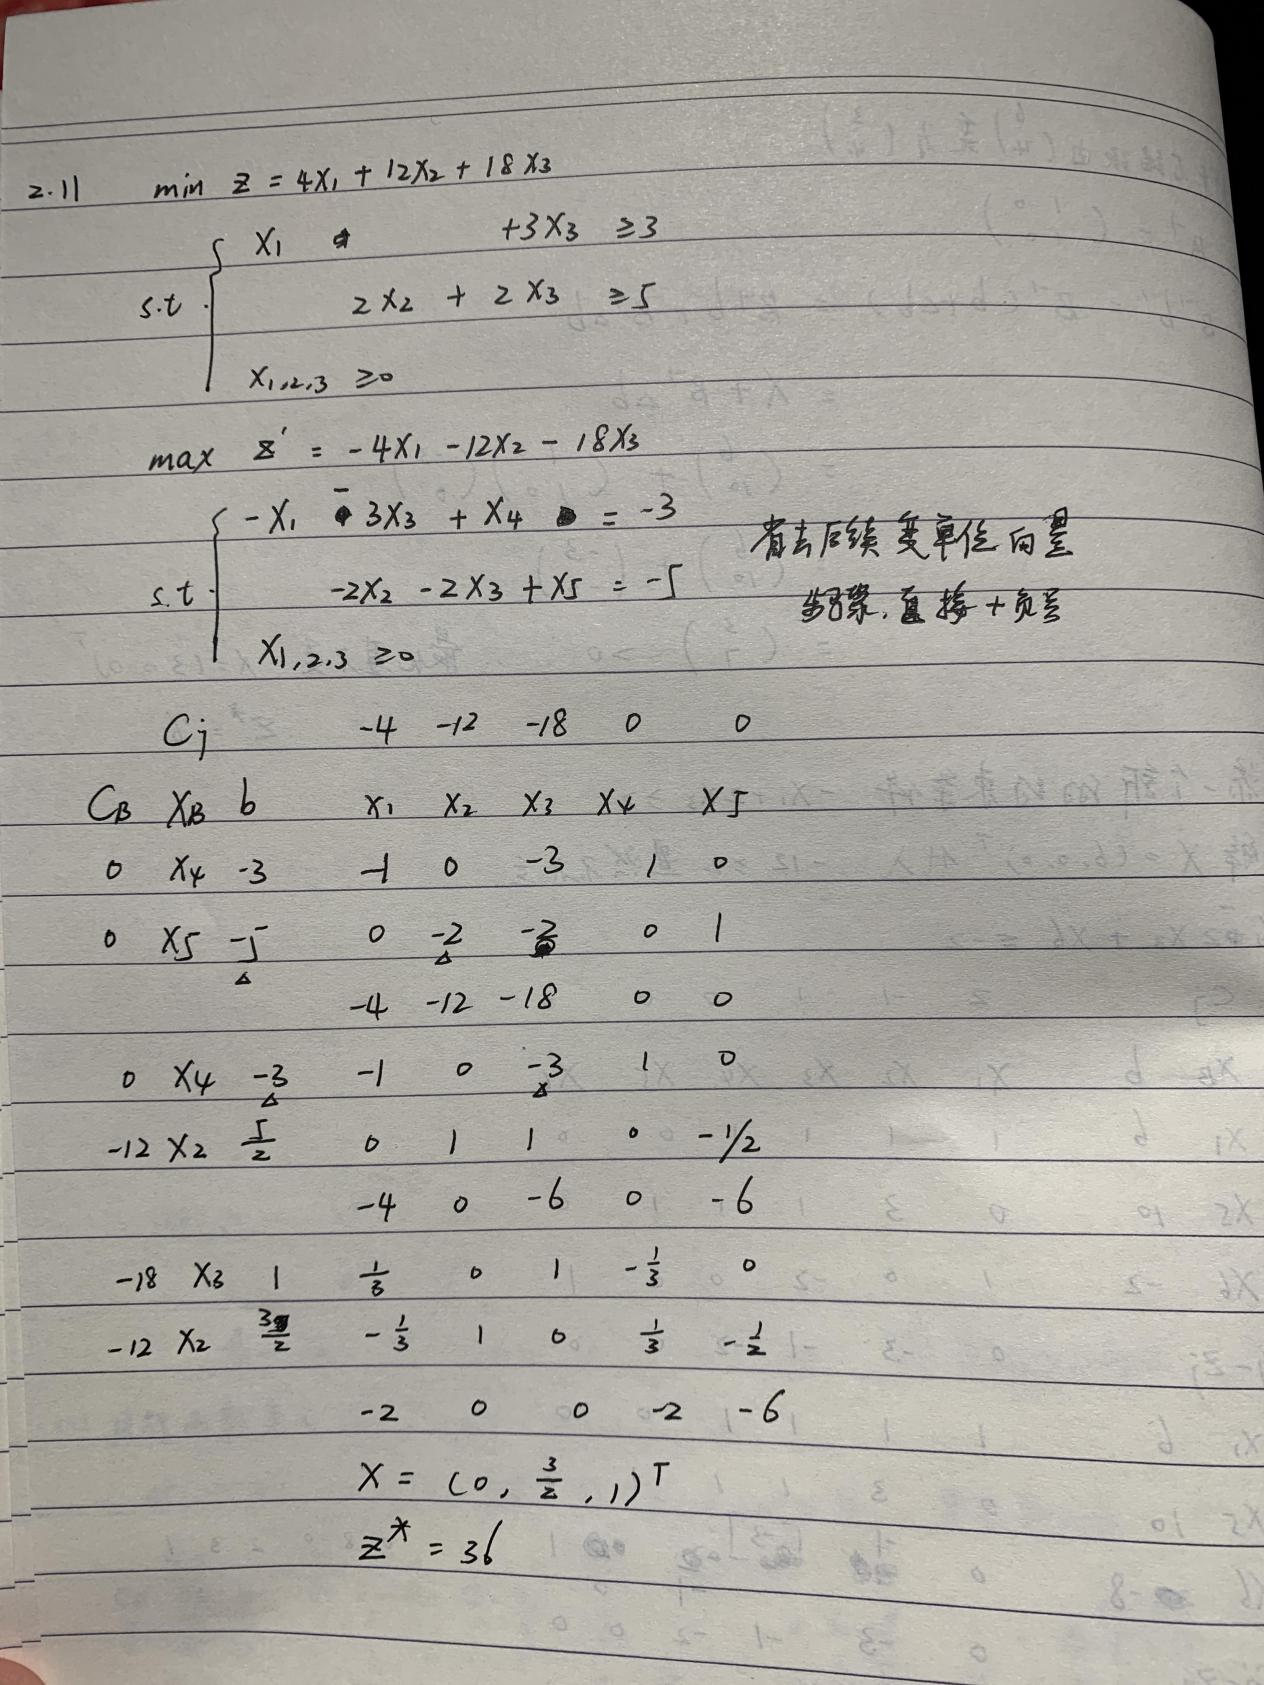 2.11 min z = 4x₁ + 12x₂ + 18x₃
x₁ +3x₃ ≥3
s.t 2x₂ + 2x₃ ≥5
x₁,₂,₃ ≥0
max z' = -4x₁ -12x₂ - 18x₃
-x₁ - 3x₃ + x₄ = -3 省去后续变单位向量
s.t -2x₂ -2x₃ +x₅ = -5 步骤,直接+负号
x₁,₂,₃ ≥0
Cj -4 -12 -18 0 0
CB XB b x₁ x₂ x₃ x₄ x₅
0 x₄ -3 -1 0 -3 1 0
0 x₅ -5 0 -2 -2 0 1
-4 -12 -18 0 0
0 x₄ -3 -1 0 -3 1 0
-12 x₂ 5/2 0 1 1 0 -1/2
-4 0 -6 0 -6
-18 x₃ 1 1/3 0 1 -1/3 0
-12 x₂ 3/2 -1/3 1 0 1/3 -1/2
-2 0 0 -2 -6
X = (0, 3/2, 1)ᵀ
z* = 36